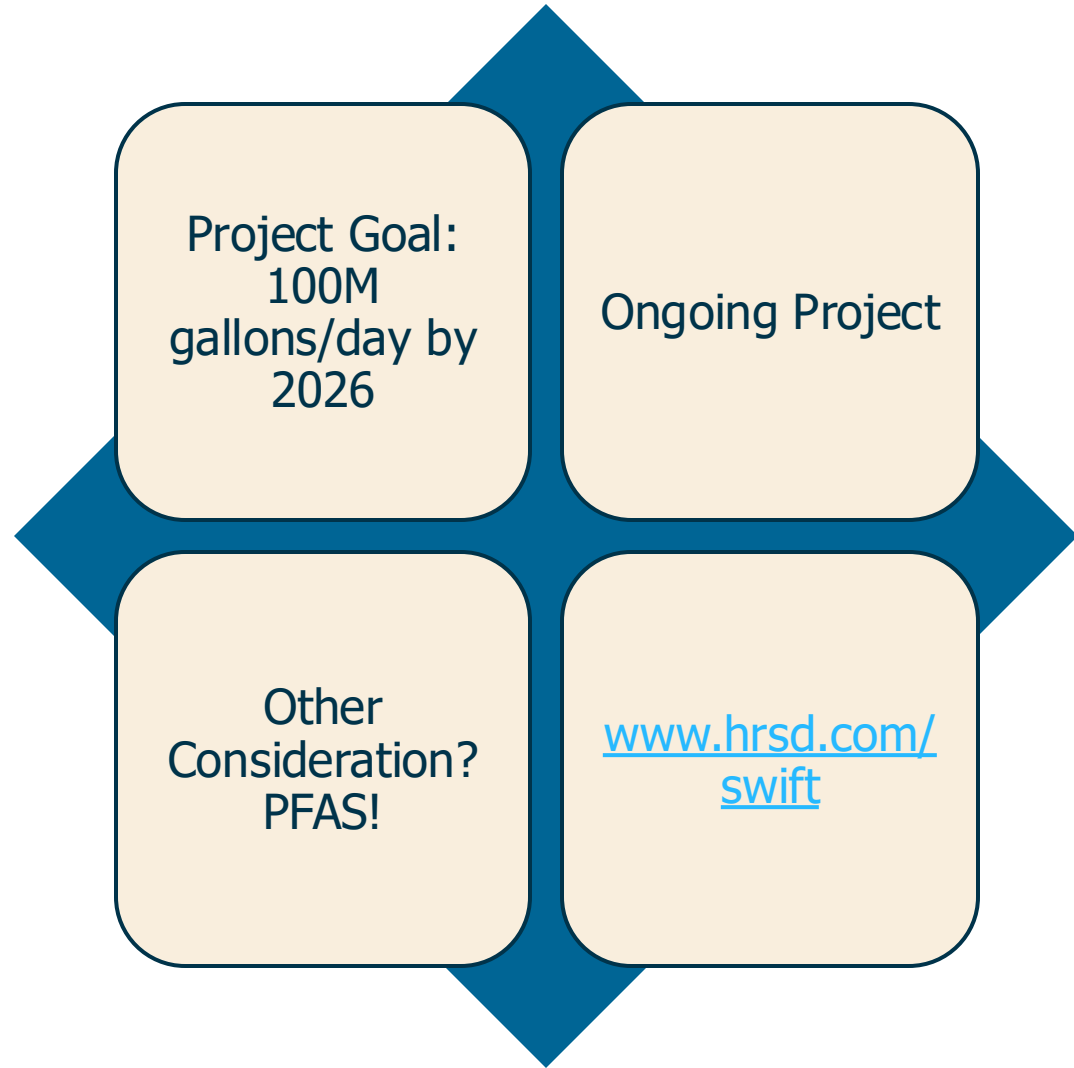 Project Goal:
100M
gallons/day by
2026
Ongoing Project
Other
Consideration?
PFAS!
www.hrsd.com/
swift